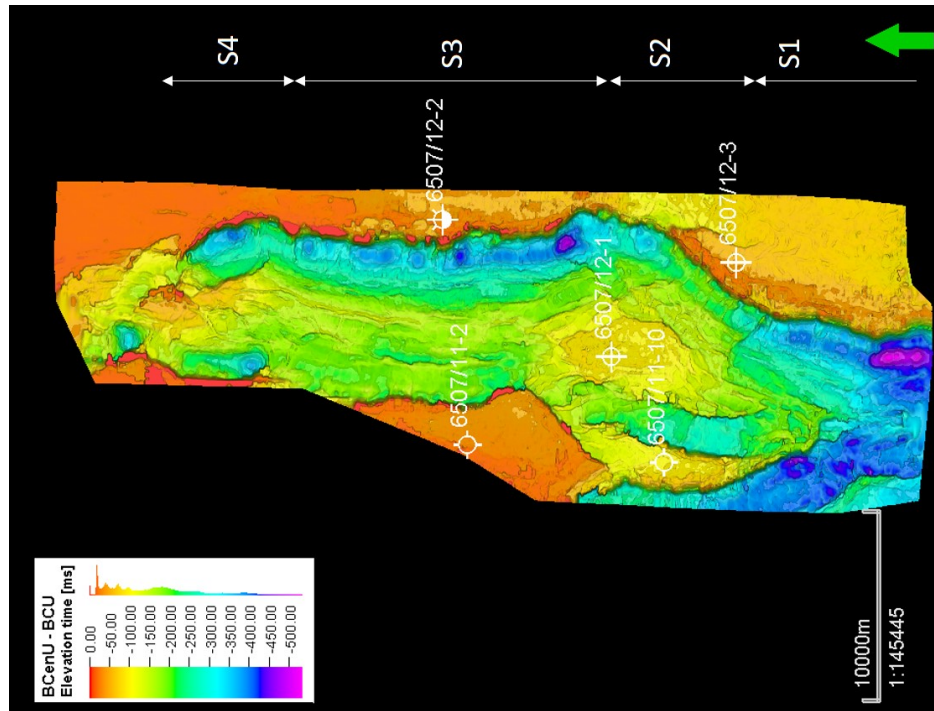 S4
S3
S2
S1
6507/12-2
6507/12-3
6507/12-1
6507/11-2
6507/11-10
BCenU - BCU
Elevation time [ms]
0.00
-50.00
-100.00
-150.00
-200.00
-250.00
-300.00
-350.00
-400.00
-450.00
-500.00
10000m
1:145445